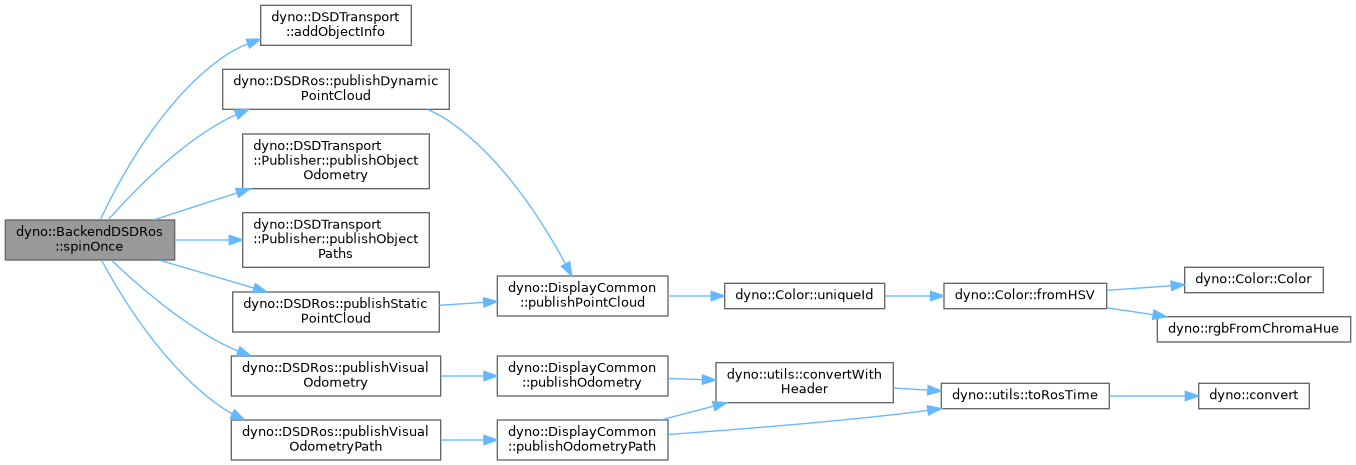 dyno::DSDTransport
::addObjectInfo
dyno::DSDRos::publishDynamic
PointCloud
dyno::DSDTransport
::Publisher::publishObject
Odometry
dyno::BackendDSDRos
::spinOnce
dyno::DSDTransport
::Publisher::publishObject
Paths
dyno::DSDRos::publishStatic
PointCloud
dyno::DSDRos::publishVisual
Odometry
dyno::DSDRos::publishVisual
OdometryPath
dyno::DisplayCommon
::publishPointCloud
dyno::DisplayCommon
::publishOdometry
dyno::DisplayCommon
::publishOdometryPath
dyno::Color::uniqueId
dyno::utils::convertWith
Header
dyno::Color::fromHSV
dyno::utils::toRosTime
dyno::Color::Color
dyno::rgbFromChromaHue
dyno::convert